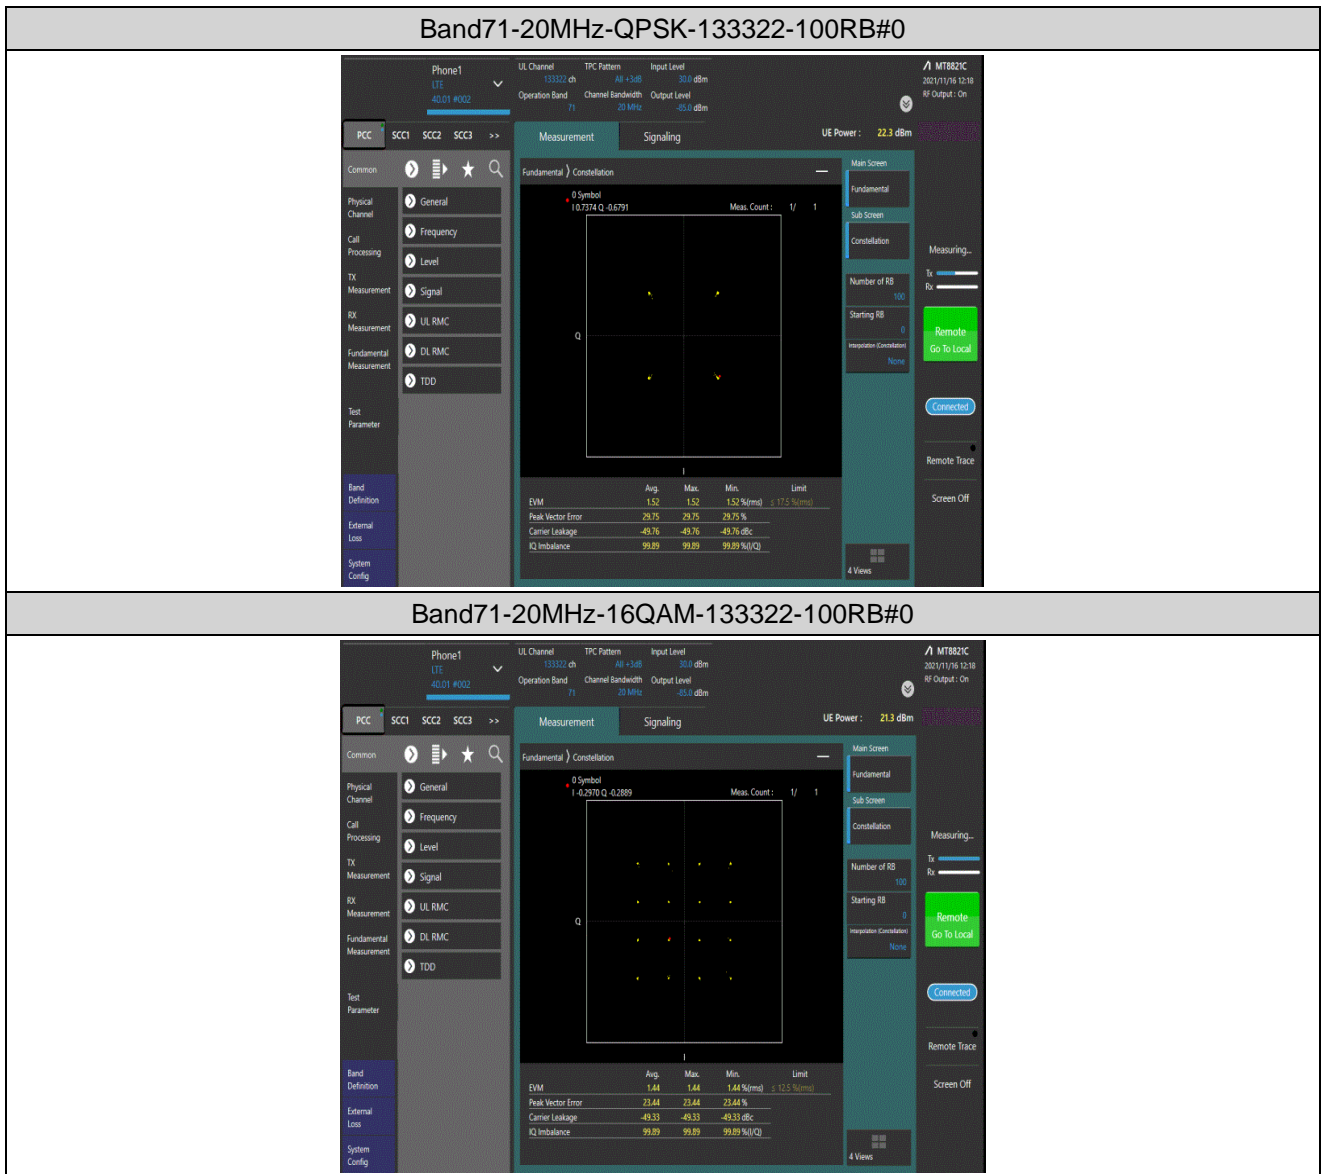 Band71-20MHz-QPSK-133322-100RB#0
Phone1
LTE
40.01 #002
UL Channel TPC Pattern Input Level
133322 ch All +3dB 30.0 dBm
Operation Band Channel Bandwidth Output Level
71 20 MHz -85.0 dBm
MT8821C
2021/11/16 12:18
RF Output : On
PCC SCC1 SCC2 SCC3 >>
Measurement Signaling
UE Power : 22.3 dBm
Common
Physical Channel
Call Processing
TX Measurement
RX Measurement
Fundamental Measurement
Test Parameter
Band Definition
External Loss
System Config
General
Frequency
Level
Signal
UL RMC
DL RMC
TDD
Fundamental Constellation
0 Symbol
I 0.7374 Q -0.6791 Meas. Count : 1/ 1
Q
I
Avg. Max. Min. Limit
EVM 1.52 1.52 1.52 %(rms) ≤ 17.5 %(rms)
Peak Vector Error 29.75 29.75 29.75 %
Carrier Leakage -49.76 -49.76 -49.76 dBc
IQ Imbalance 99.89 99.89 99.89 %(I/Q)
Main Screen
Fundamental
Sub Screen
Constellation
Number of RB
100
Starting RB
0
Interpolation (Constellation)
None
4 Views
Measuring...
Tx
Rx
Remote
Go To Local
Connected
Remote Trace
Screen Off
Band71-20MHz-16QAM-133322-100RB#0
Phone1
LTE
40.01 #002
UL Channel TPC Pattern Input Level
133322 ch All +3dB 30.0 dBm
Operation Band Channel Bandwidth Output Level
71 20 MHz -85.0 dBm
MT8821C
2021/11/16 12:18
RF Output : On
PCC SCC1 SCC2 SCC3 >>
Measurement Signaling
UE Power : 21.3 dBm
Common
Physical Channel
Call Processing
TX Measurement
RX Measurement
Fundamental Measurement
Test Parameter
Band Definition
External Loss
System Config
General
Frequency
Level
Signal
UL RMC
DL RMC
TDD
Fundamental Constellation
0 Symbol
I -0.2970 Q -0.2889 Meas. Count : 1/ 1
Q
I
Avg. Max. Min. Limit
EVM 1.44 1.44 1.44 %(rms) ≤ 12.5 %(rms)
Peak Vector Error 23.44 23.44 23.44 %
Carrier Leakage -49.33 -49.33 -49.33 dBc
IQ Imbalance 99.89 99.89 99.89 %(I/Q)
Main Screen
Fundamental
Sub Screen
Constellation
Number of RB
100
Starting RB
0
Interpolation (Constellation)
None
4 Views
Measuring...
Tx
Rx
Remote
Go To Local
Connected
Remote Trace
Screen Off